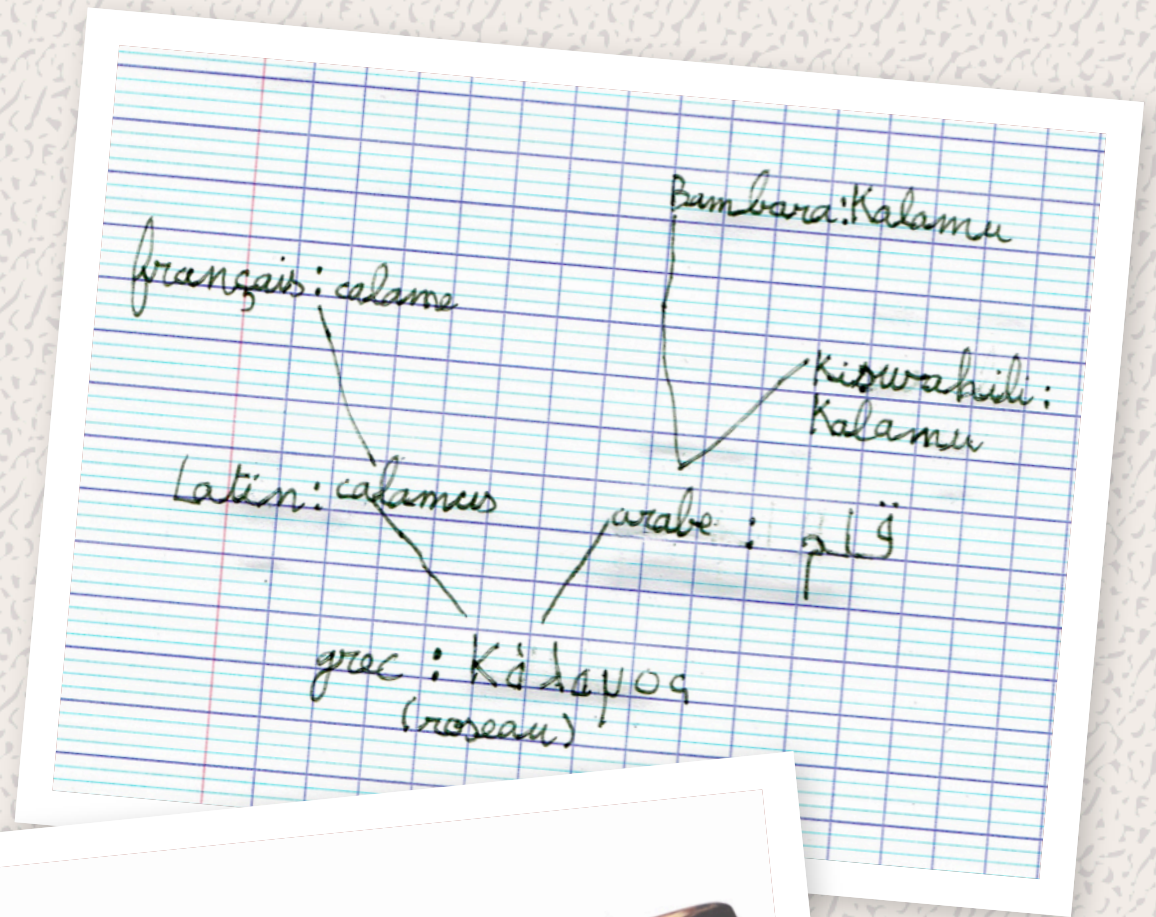 Bambara: Kalamu
français: calame
Kiswahili:
Kalamu
Latin: calamus
arabe : قلم
grec : Κάλαμος
(roseau)